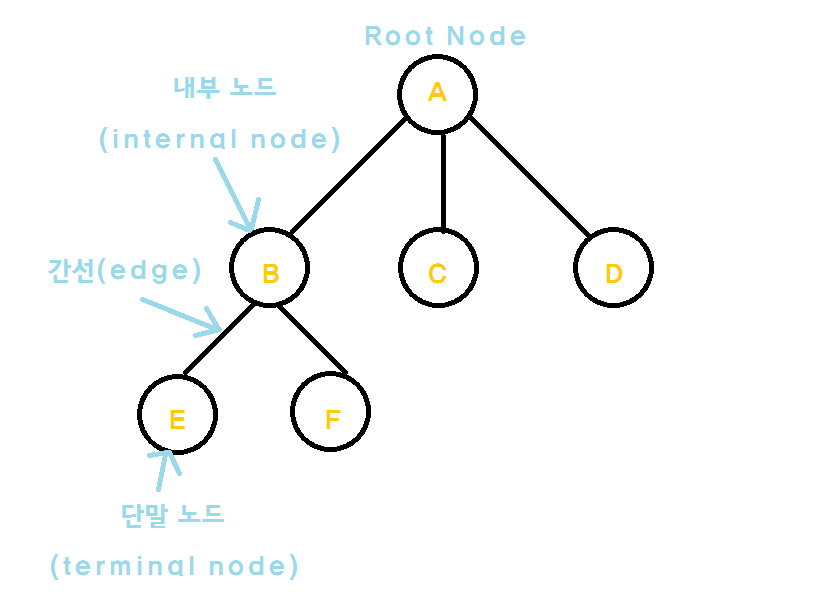 Root Node
A
내부 노드
(internal node)
B
C
D
간선(edge)
E
F
단말 노드
(terminal node)